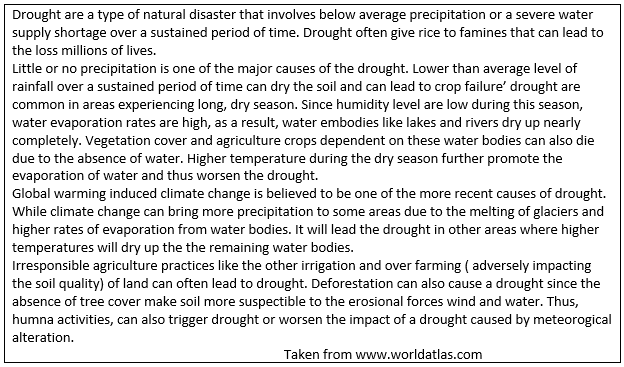 Drought are a type of natural disaster that involves below average precipitation or a severe water
supply shortage over a sustained period of time. Drought often give rice to famines that can lead to
the loss millions of lives.
Little or no precipitation is one of the major causes of the drought. Lower than average level of
rainfall over a sustained period of time can dry the soil and can lead to crop failure’ drought are
common in areas experiencing long, dry season. Since humidity level are low during this season,
water evaporation rates are high, as a result, water embodies like lakes and rivers dry up nearly
completely. Vegetation cover and agriculture crops dependent on these water bodies can also die
due to the absence of water. Higher temperature during the dry season further promote the
evaporation of water and thus worsen the drought.
Global warming induced climate change is believed to be one of the more recent causes of drought.
While climate change can bring more precipitation to some areas due to the melting of glaciers and
higher rates of evaporation from water bodies. It will lead the drought in other areas where higher
temperatures will dry up the the remaining water bodies.
Irresponsible agriculture practices like the other irrigation and over farming ( adversely impacting
the soil quality) of land can often lead to drought. Deforestation can also cause a drought since the
absence of tree cover make soil more suspectible to the erosional forces wind and water. Thus,
humna activities, can also trigger drought or worsen the impact of a drought caused by meteorogical
alteration.
Taken from www.worldatlas.com